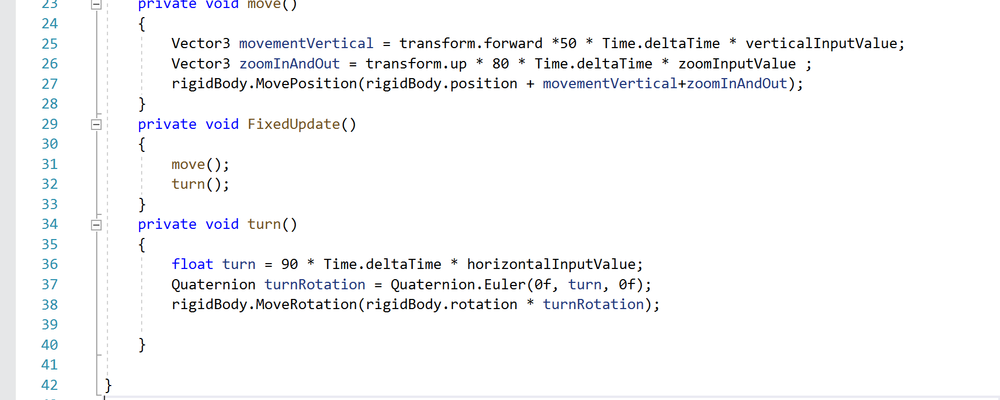 23 private void move()
24 {
25 Vector3 movementVertical = transform.forward *50 * Time.deltaTime * verticalInputValue;
26 Vector3 zoomInAndOut = transform.up * 80 * Time.deltaTime * zoomInputValue ;
27 rigidBody.MovePosition(rigidBody.position + movementVertical+zoomInAndOut);
28 }
29 private void FixedUpdate()
30 {
31 move();
32 turn();
33 }
34 private void turn()
35 {
36 float turn = 90 * Time.deltaTime * horizontalInputValue;
37 Quaternion turnRotation = Quaternion.Euler(0f, turn, 0f);
38 rigidBody.MoveRotation(rigidBody.rotation * turnRotation);
39
40 }
41
42 }